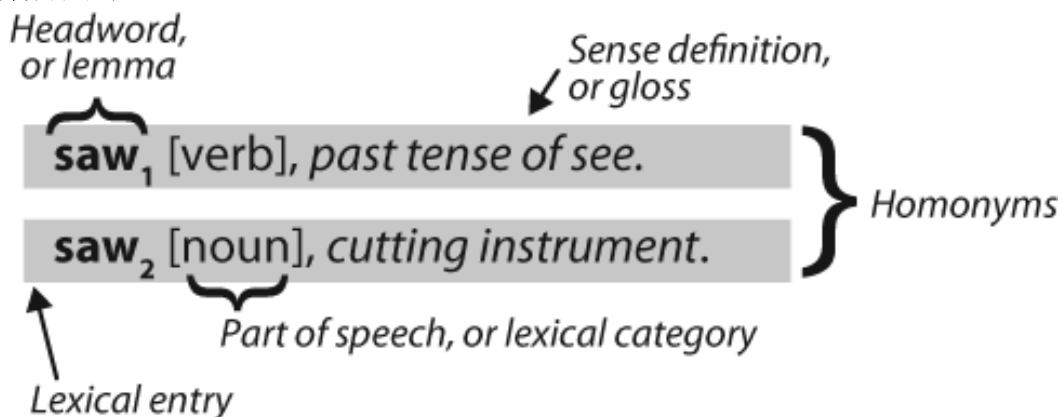 Headword,
or lemma
Sense definition,
or gloss
saw1 [verb], past tense of see.
Homonyms
saw2 [noun], cutting instrument.
Part of speech, or lexical category
Lexical entry